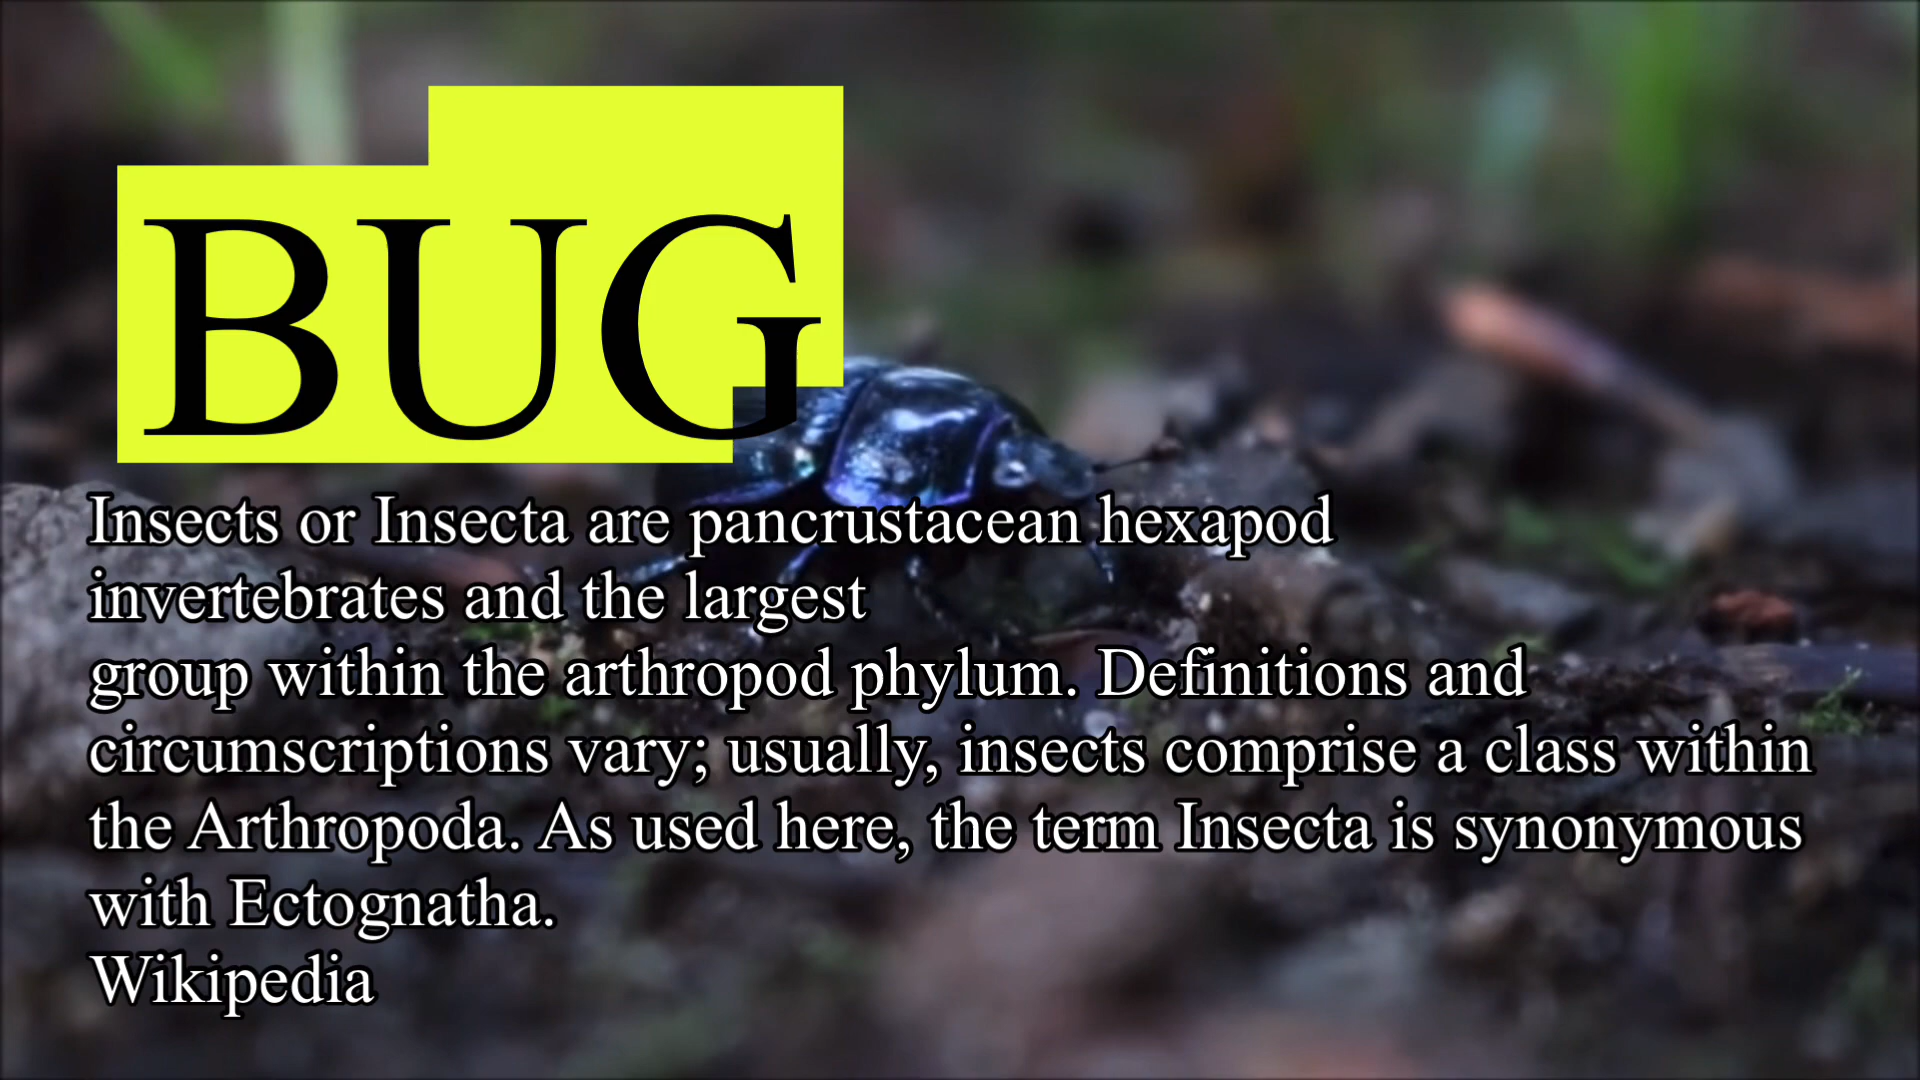 BUG
Insects or Insecta are pancrustacean hexapod
invertebrates and the largest
group within the arthropod phylum. Definitions and
circumscriptions vary; usually, insects comprise a class within
the Arthropoda. As used here, the term Insecta is synonymous
with Ectognatha.
Wikipedia